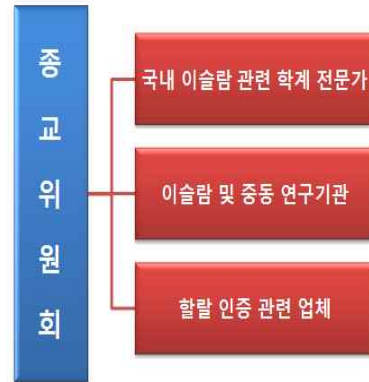 종교위원회
국내 이슬람 관련 학계 전문가
이슬람 및 중동 연구기관
할랄 인증 관련 업체